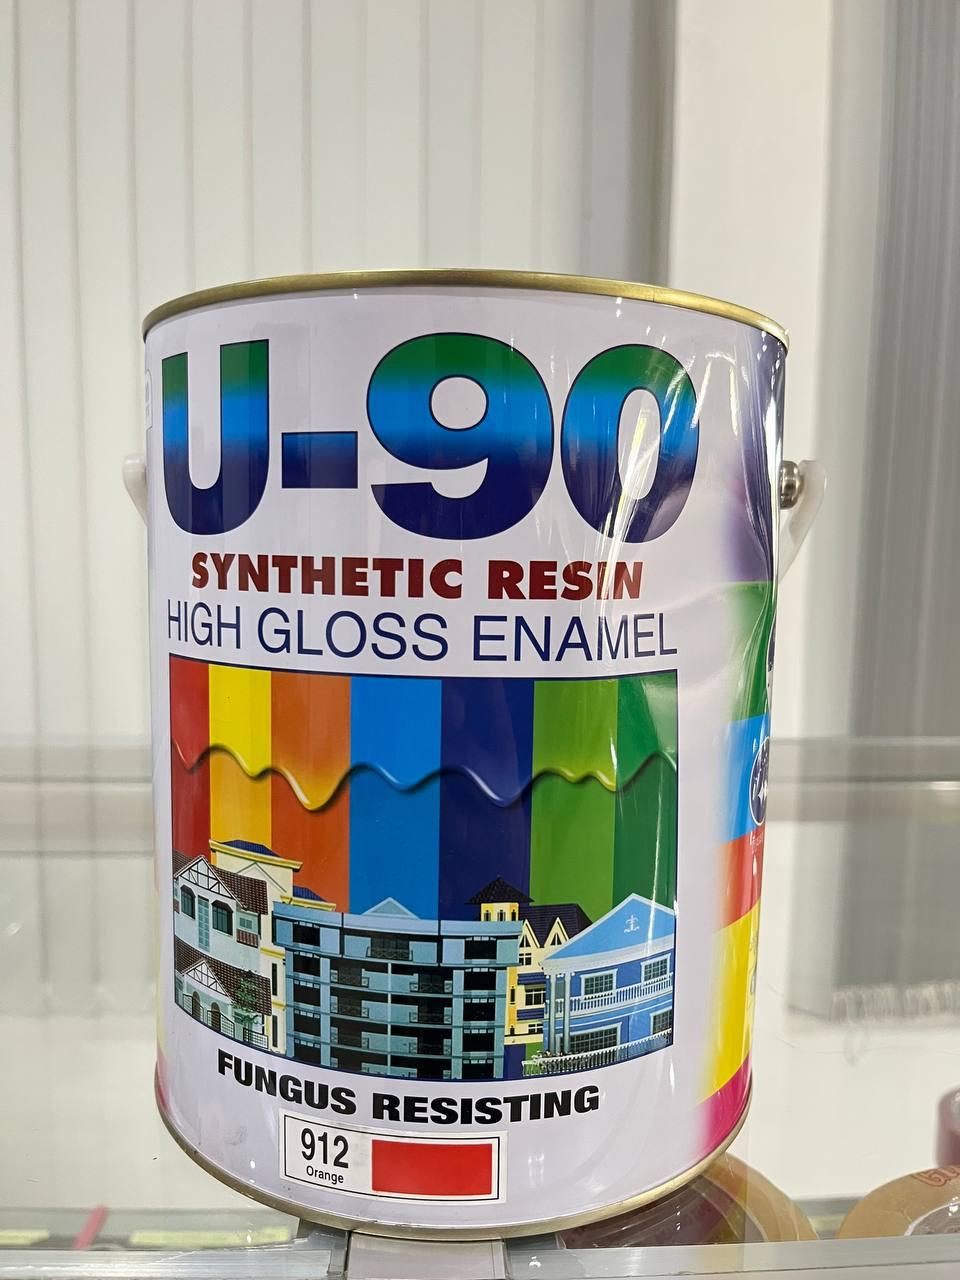 U-90
SYNTHETIC RESIN
HIGH GLOSS ENAMEL
FUNGUS RESISTING
912
Orange